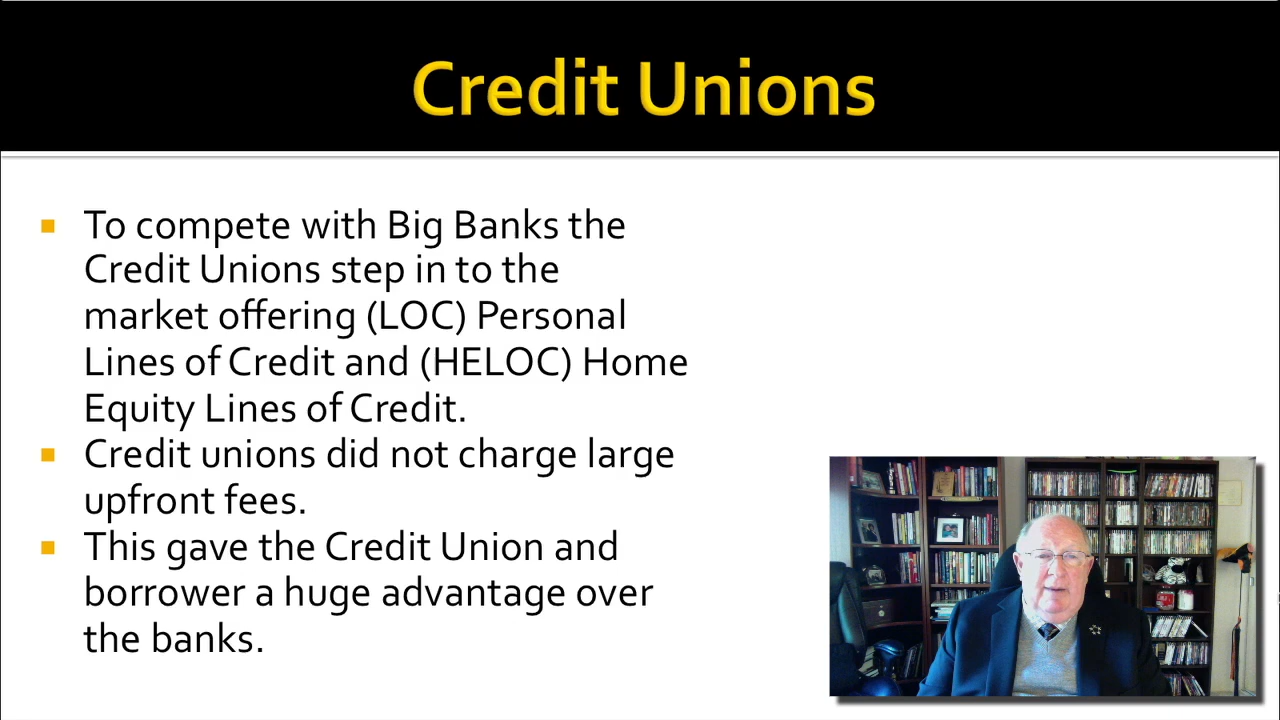 Credit Unions
To compete with Big Banks the
Credit Unions step in to the
market offering (LOC) Personal
Lines of Credit and (HELOC) Home
Equity Lines of Credit.
Credit unions did not charge large
upfront fees.
This gave the Credit Union and
borrower a huge advantage over
the banks.